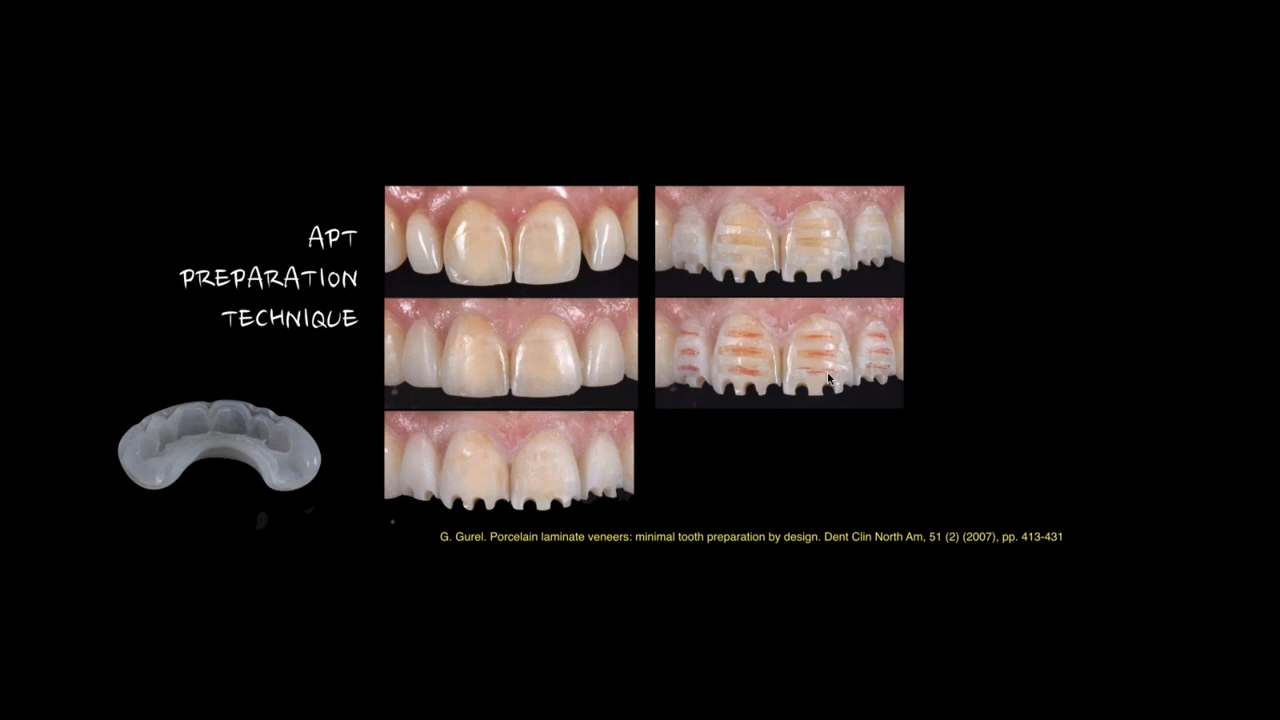 APT
PREPARATION
TECHNIQUE
G. Gurel. Porcelain laminate veneers: minimal tooth preparation by design. Dent Clin North Am, 51 (2) (2007), pp. 413-431